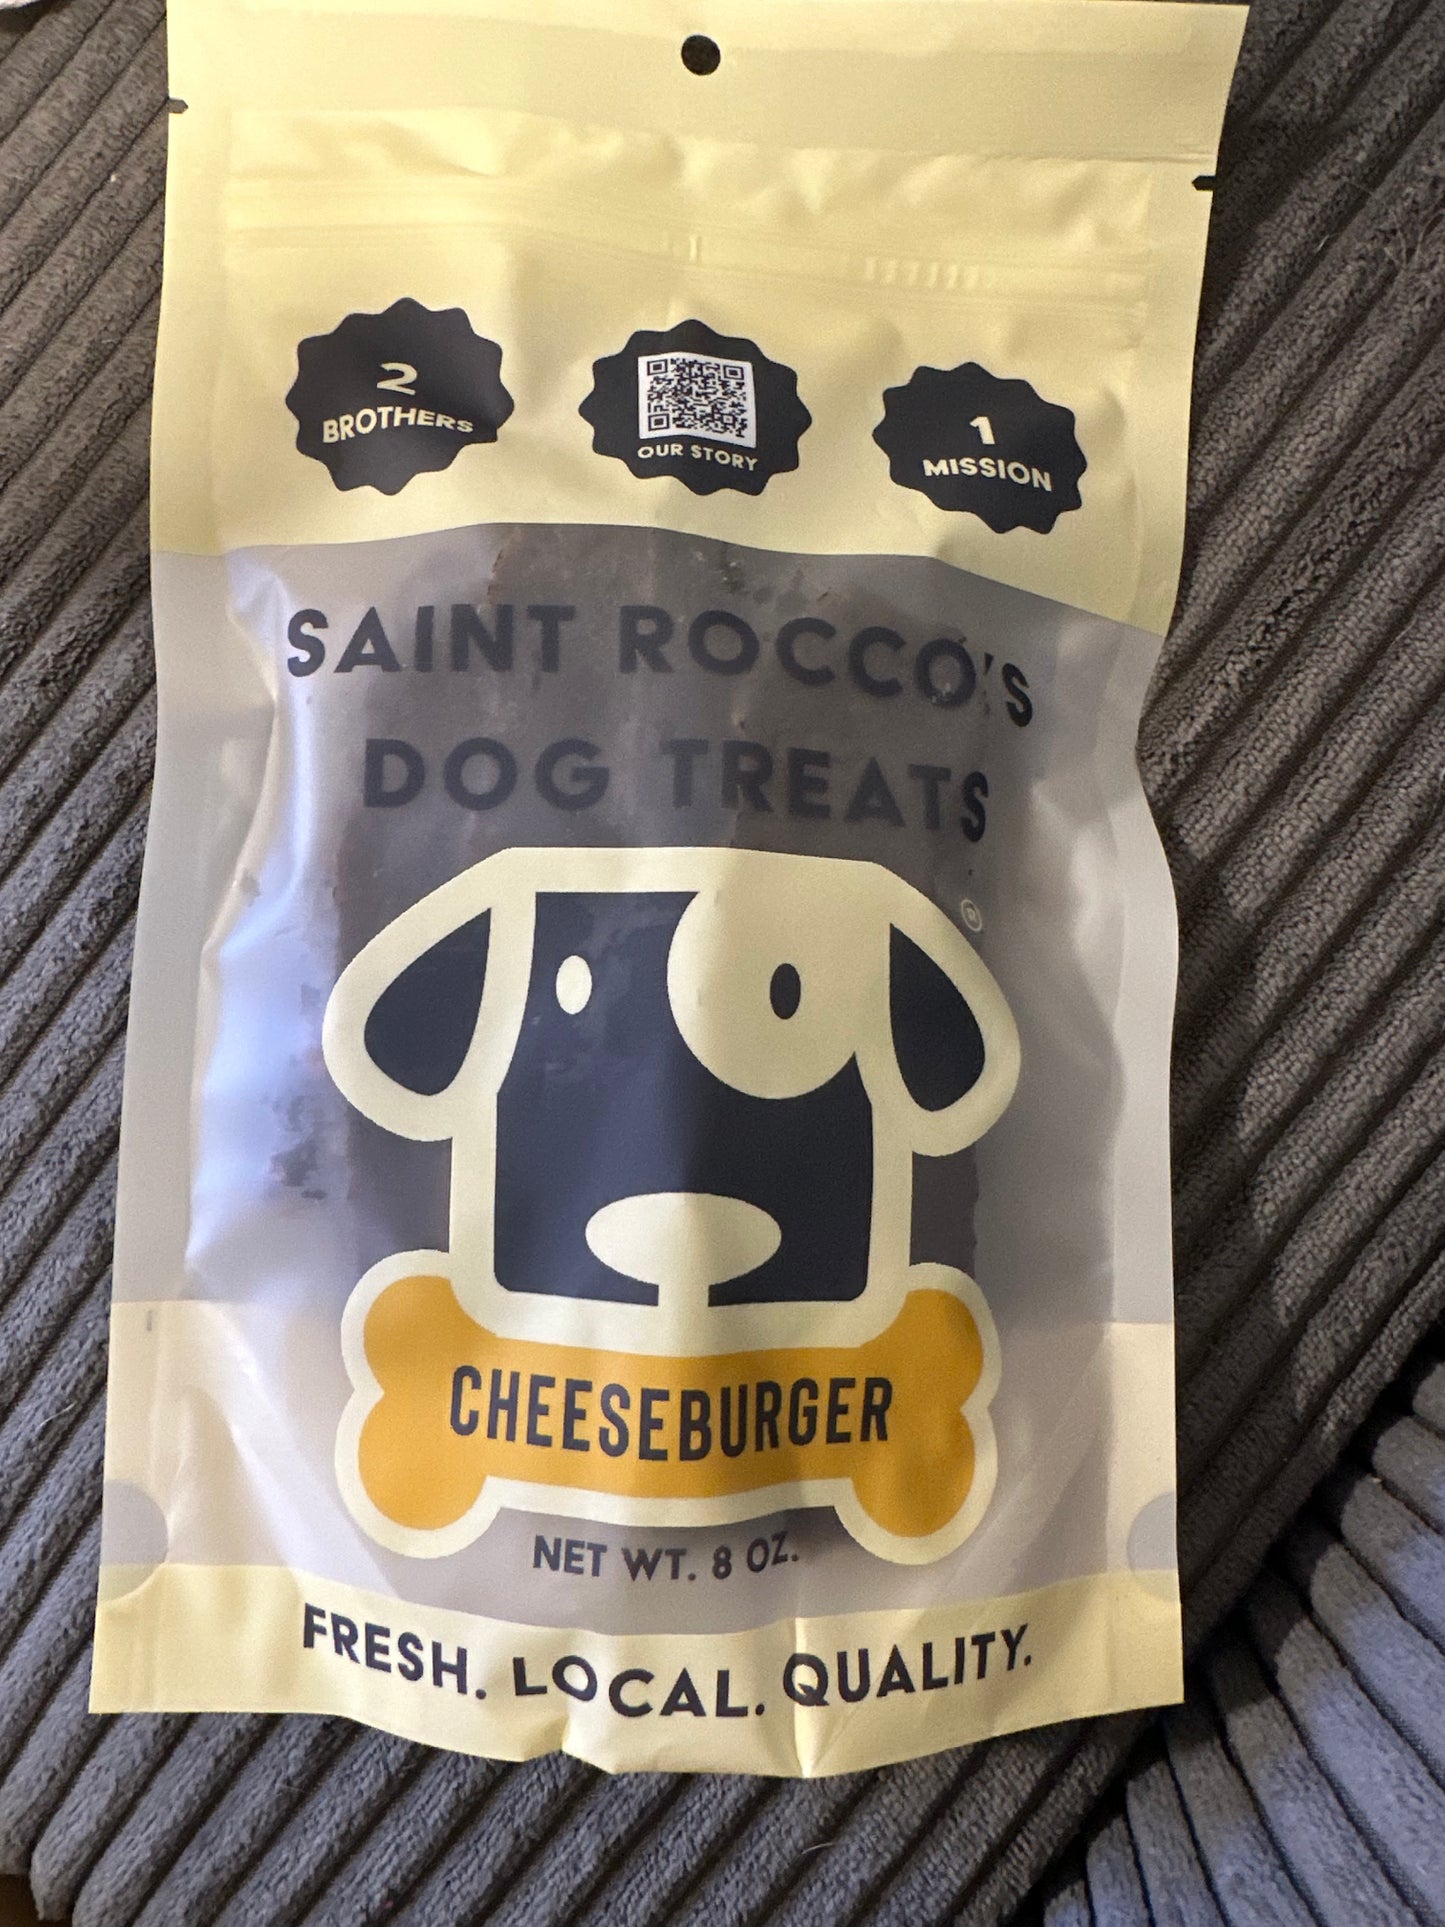 2
BROTHERS
OUR STORY
1
MISSION
SAINT ROCCO'S
DOG TREATS
®
CHEESEBURGER
NET WT. 8 OZ.
FRESH. LOCAL. QUALITY.